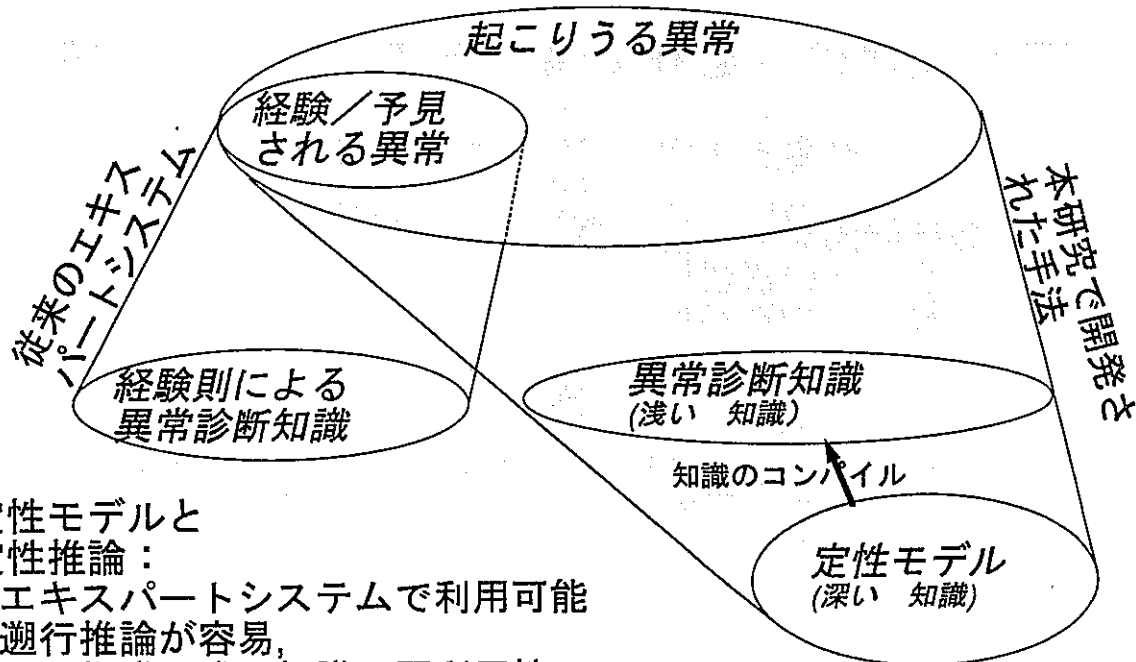 起こりうる異常
経験／予見
される異常
従来のエキス
パートシステム
本研究で開発さ
れた手法
経験則による
異常診断知識
異常診断知識
(浅い　知識)
知識のコンパイル
定性モデル
(深い　知識)
性モデルと
性推論：
エキスパートシステムで利用可能
遡行推論が容易,